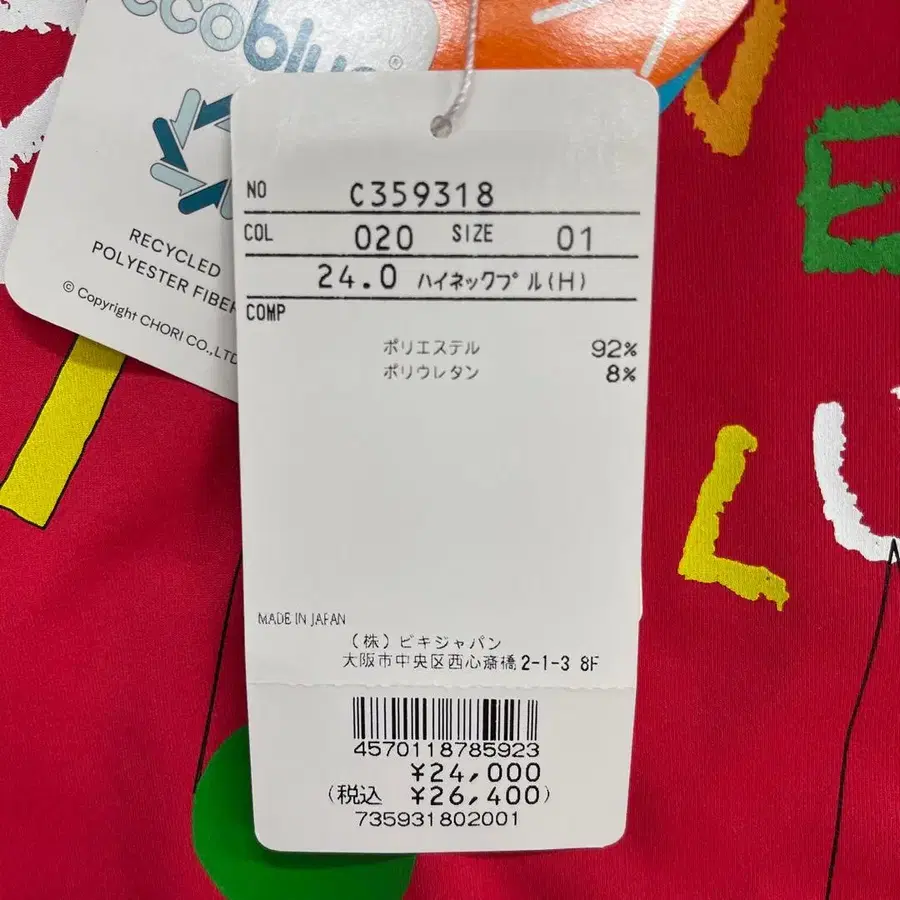 ecoblue®
RECYCLED
POLYESTER FIBER
© Copyright CHORI CO.,LTD
NO C359318
COL 020 SIZE 01
24.0 ハイネックプル(H)
COMP
ポリエステル 92%
ポリウレタン 8%
MADE IN JAPAN
(株)ビキジャパン
大阪市中央区西心斎橋2-1-3 8F
4570118785923
¥24,000
(税込 ¥26,400)
735931802001
V
E
L